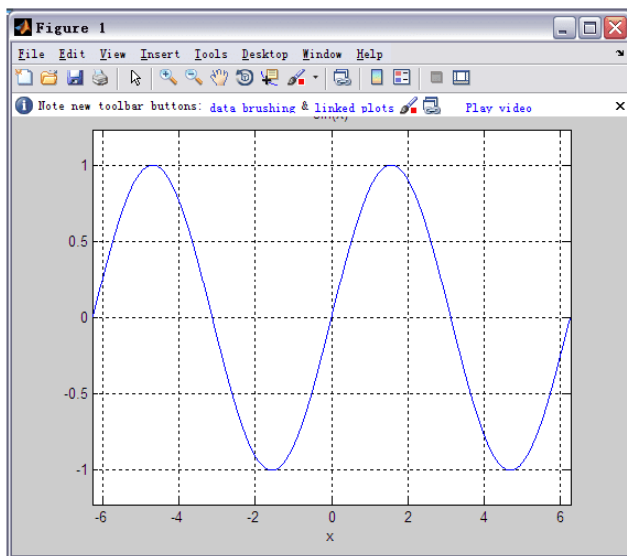 Figure 1
File Edit View Insert Tools Desktop Window Help
Note new toolbar buttons: data brushing & linked plots Play video
sin(x)
1
0.5
0
-0.5
-1
-6 -4 -2 0 2 4 6
x